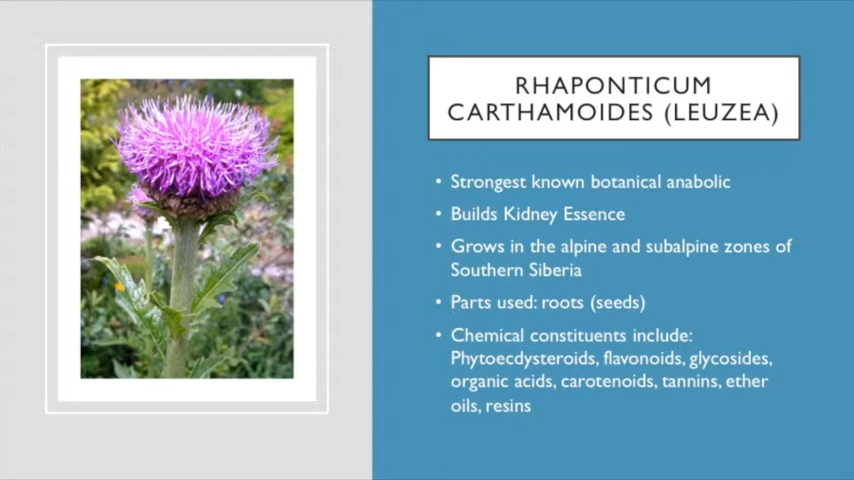 RHAPONTICUM
CARTHAMOIDES (LEUZEA)
• Strongest known botanical anabolic
• Builds Kidney Essence
• Grows in the alpine and subalpine zones of
Southern Siberia
• Parts used: roots (seeds)
• Chemical constituents include:
Phytoecdysteroids, flavonoids, glycosides,
organic acids, carotenoids, tannins, ether
oils, resins